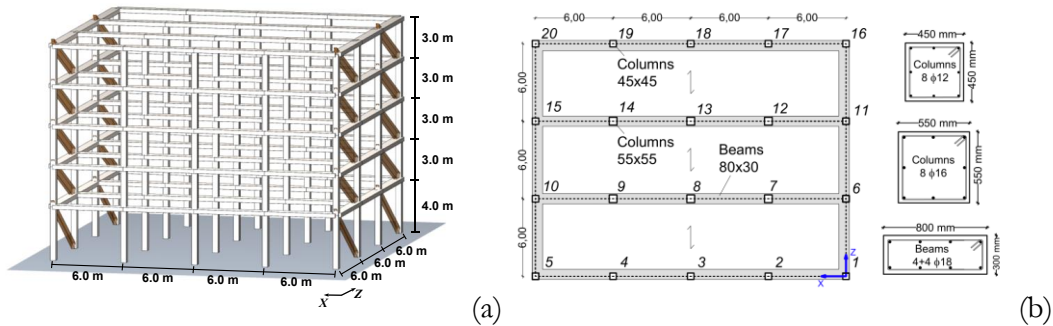 3.0 m
3.0 m
3.0 m
3.0 m
4.0 m
6.0 m
6.0 m
6.0 m
6.0 m
6.0 m
6.0 m
6.0 m
X
Z
(a)
6,00 6,00 6,00 6,00
20 19 18 17 16
Columns
45x45
6,00
15 14 13 12 11
Columns
55x55
Beams
80x30
6,00
10 9 8 7 6
6,00
5 4 3 2 1
Z
X
450 mm
Columns
8 ϕ12
450 mm
550 mm
Columns
8 ϕ16
550 mm
800 mm
Beams
4+4 ϕ18
300 mm
(b)